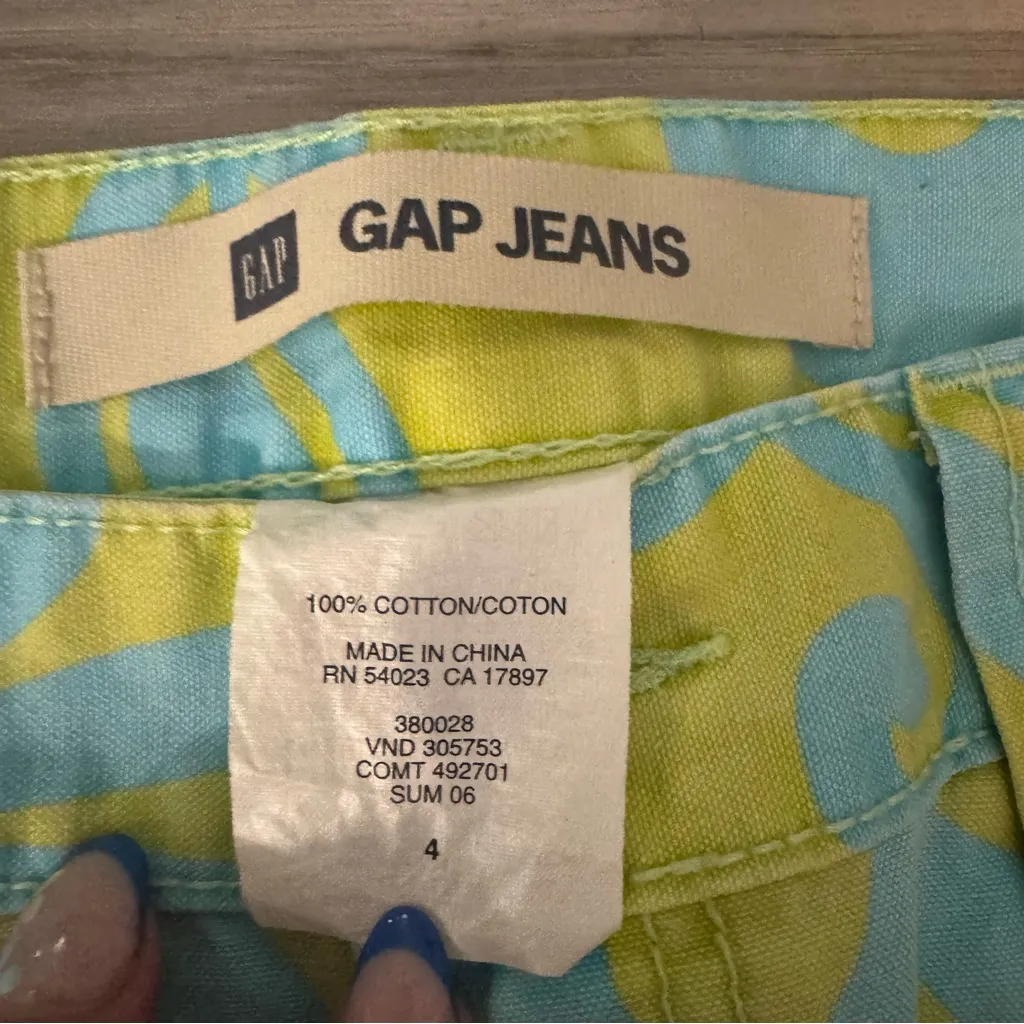 GAP GAP JEANS
100% COTTON/COTON
MADE IN CHINA
RN 54023 CA 17897
380028
VND 305753
COMT 492701
SUM 06
4